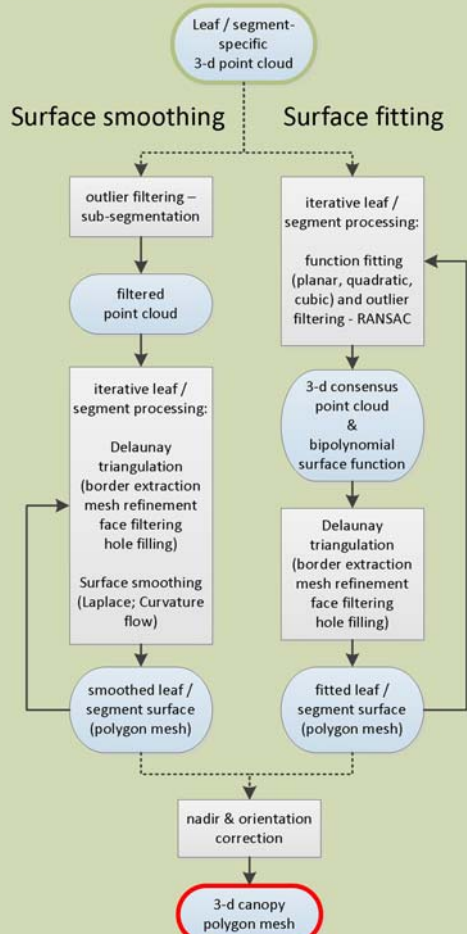 Leaf / segment-
specific
3-d point cloud
Surface smoothing
Surface fitting
outlier filtering –
sub-segmentation
filtered
point cloud
iterative leaf /
segment processing:
Delaunay
triangulation
(border extraction
mesh refinement
face filtering
hole filling)
Surface smoothing
(Laplace; Curvature
flow)
smoothed leaf /
segment surface
(polygon mesh)
iterative leaf /
segment processing:
function fitting
(planar, quadratic,
cubic) and outlier
filtering - RANSAC
3-d consensus
point cloud
&
bipolynomial
surface function
Delaunay
triangulation
(border extraction
mesh refinement
face filtering
hole filling)
fitted leaf /
segment surface
(polygon mesh)
nadir & orientation
correction
3-d canopy
polygon mesh